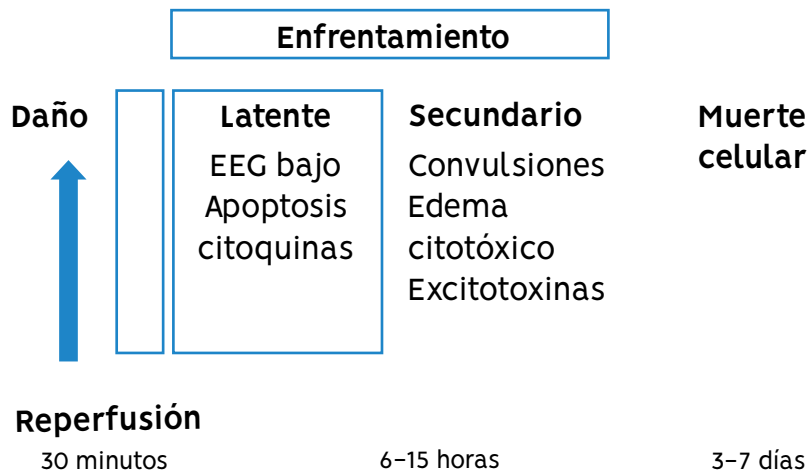 Enfrentamiento
Daño
Latente
EEG bajo
Apoptosis
citoquinas
Secundario
Convulsiones
Edema
citotóxico
Excitotoxinas
Muerte
celular
Reperfusión
30 minutos
6–15 horas
3–7 días